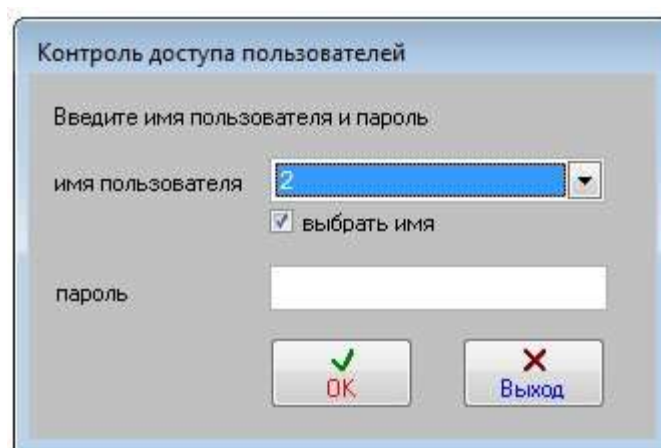 Контроль доступа пользователей
Введите имя пользователя и пароль
имя пользователя 2
выбрать имя
пароль
OK Выход